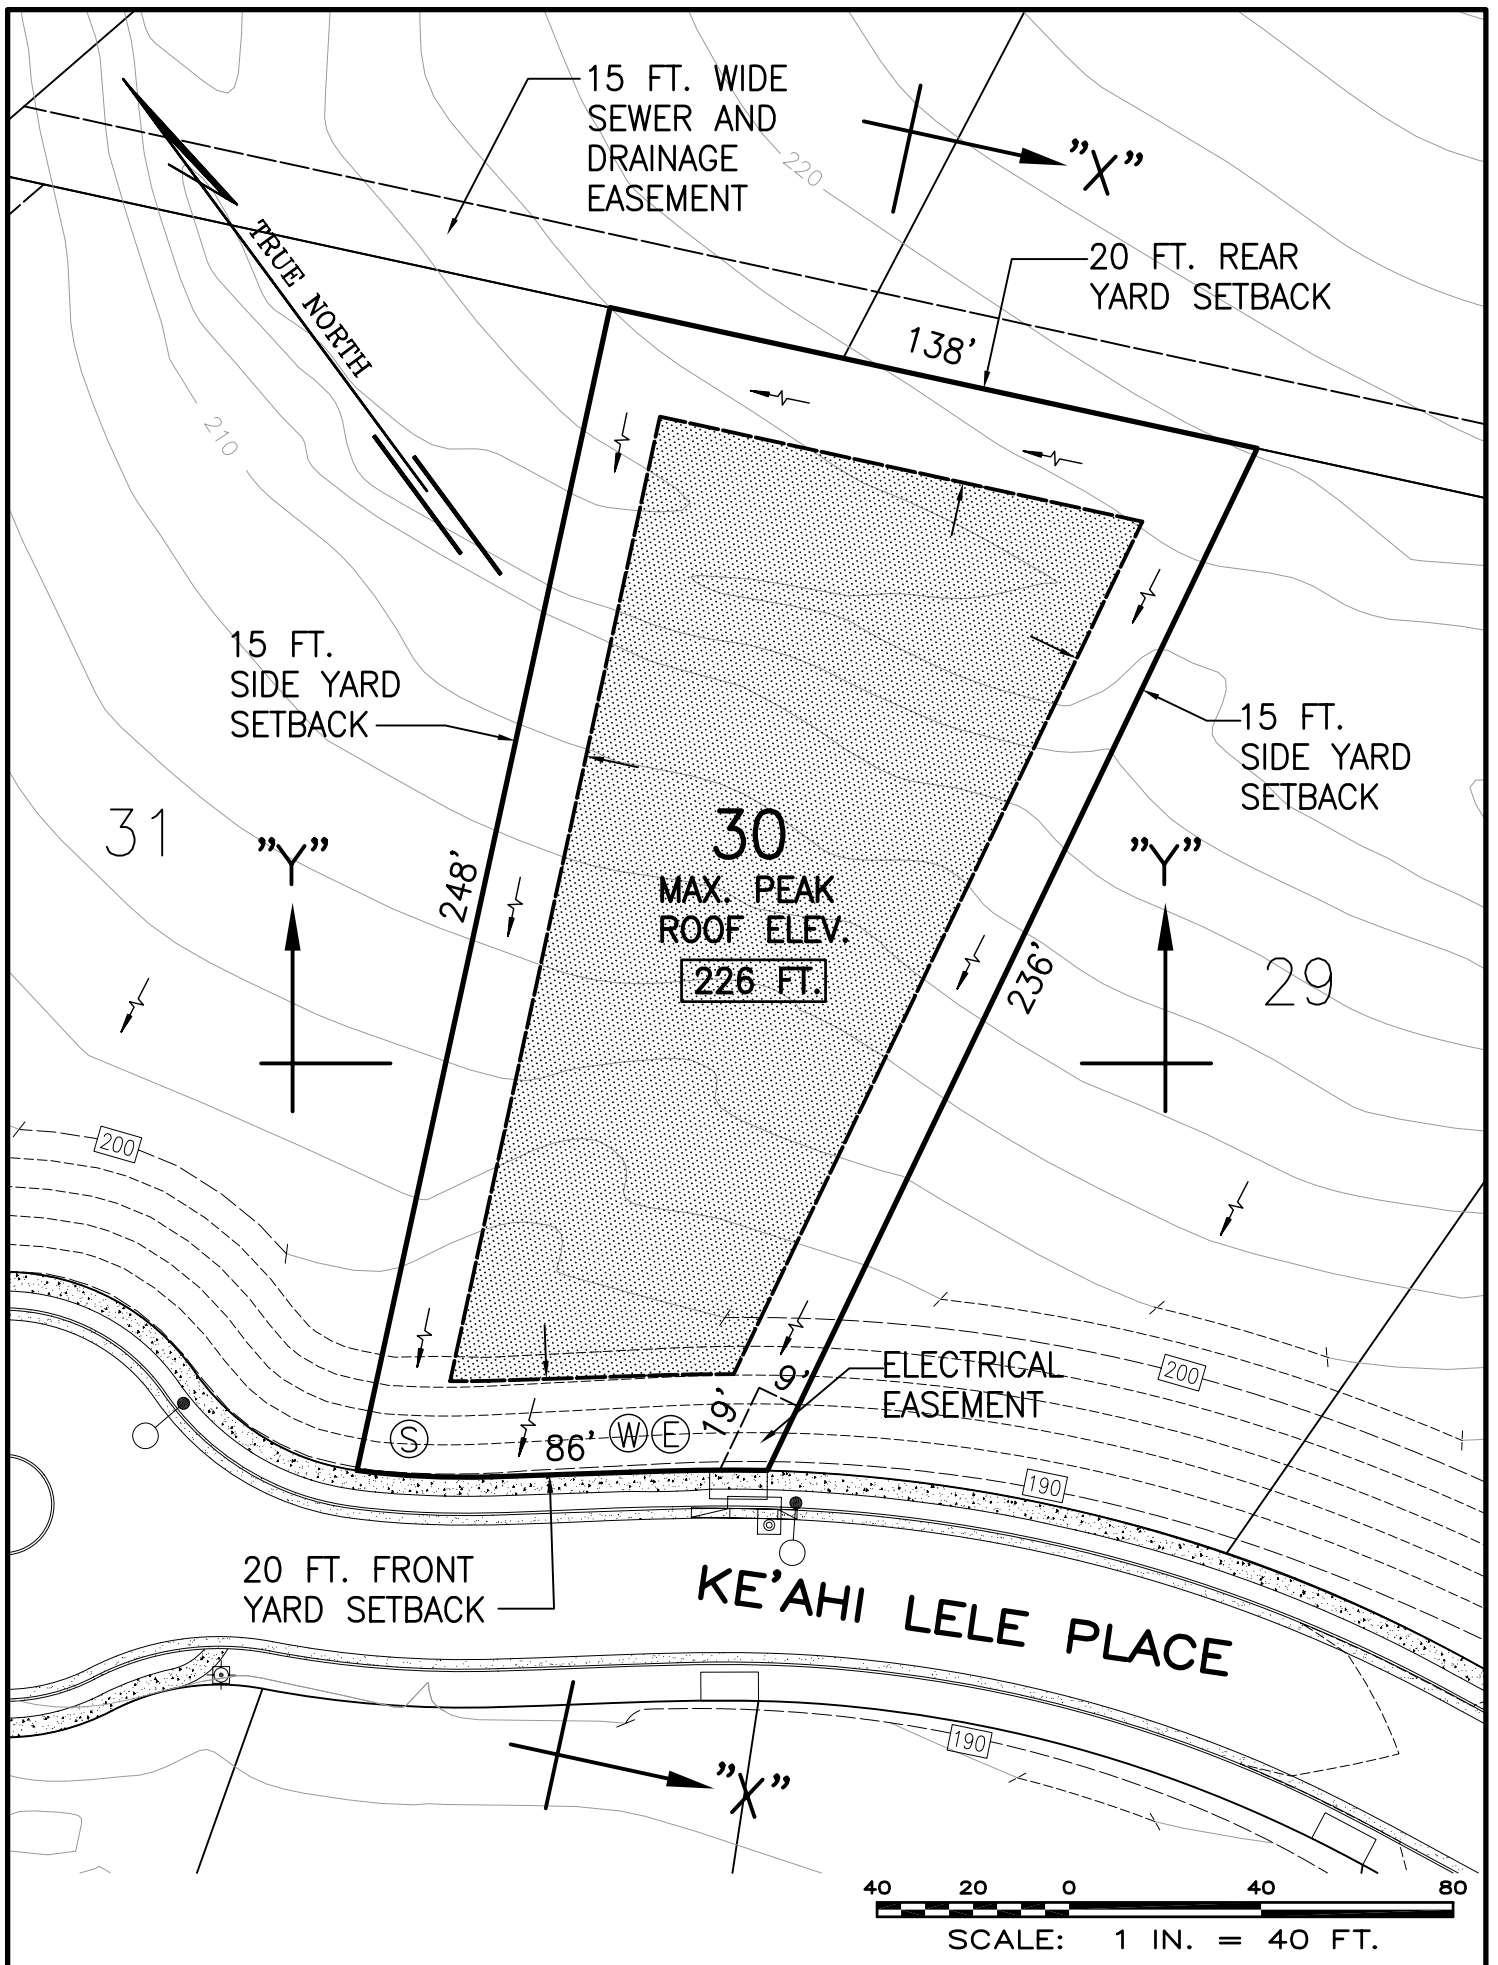 15 FT. WIDE
SEWER AND
DRAINAGE
EASEMENT
220
"X"
20 FT. REAR
YARD SETBACK
TRUE NORTH
138'
210
15 FT.
SIDE YARD
SETBACK
15 FT.
SIDE YARD
SETBACK
31
"Y"
248'
30
MAX. PEAK
ROOF ELEV.
226 FT.
"Y"
236'
29
200
ELECTRICAL
EASEMENT
200
9'
19'
S
86'
W
E
190
20 FT. FRONT
YARD SETBACK
KE'AHI LELE PLACE
190
"X"
40 20 0 40 80
SCALE: 1 IN. = 40 FT.